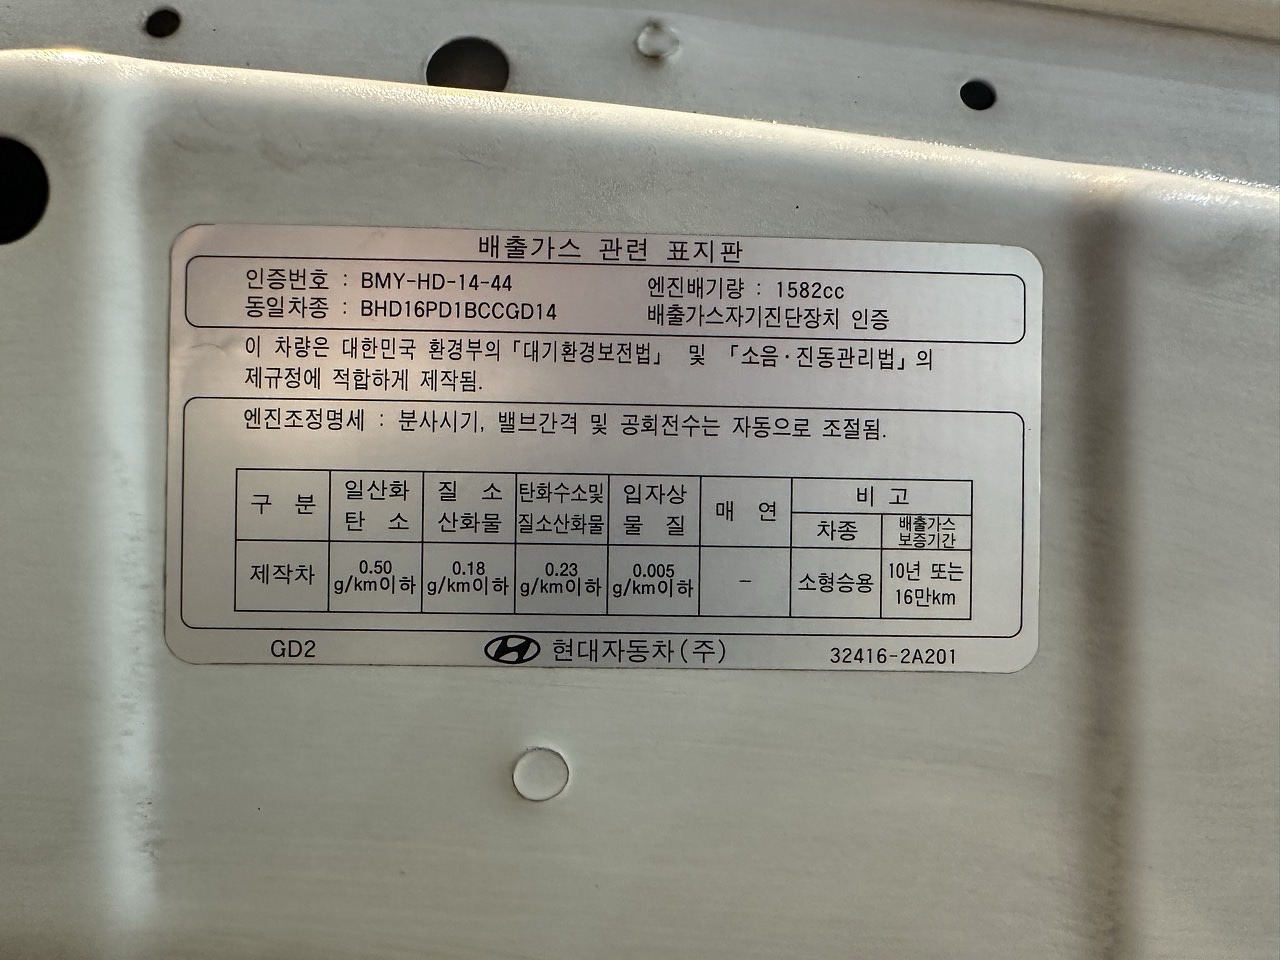 배출가스 관련 표지판
인증번호 : BMY-HD-14-44 엔진배기량 : 1582cc
동일차종 : BHD16PD1BCCGD14 배출가스자기진단장치 인증
이 차량은 대한민국 환경부의 「대기환경보전법」 및 「소음·진동관리법」의
제규정에 적합하게 제작됨.
엔진조정명세 : 분사시기, 밸브간격 및 공회전수는 자동으로 조절됨.
구 분 일산화 탄 소 질 소 산화물 탄화수소및 질소산화물 입자상 물 질 매 연 비 고
차종 배출가스 보증기간
제작차 0.50 g/km이하 0.18 g/km이하 0.23 g/km이하 0.005 g/km이하 - 소형승용 10년 또는 16만km
GD2 현대자동차(주) 32416-2A201